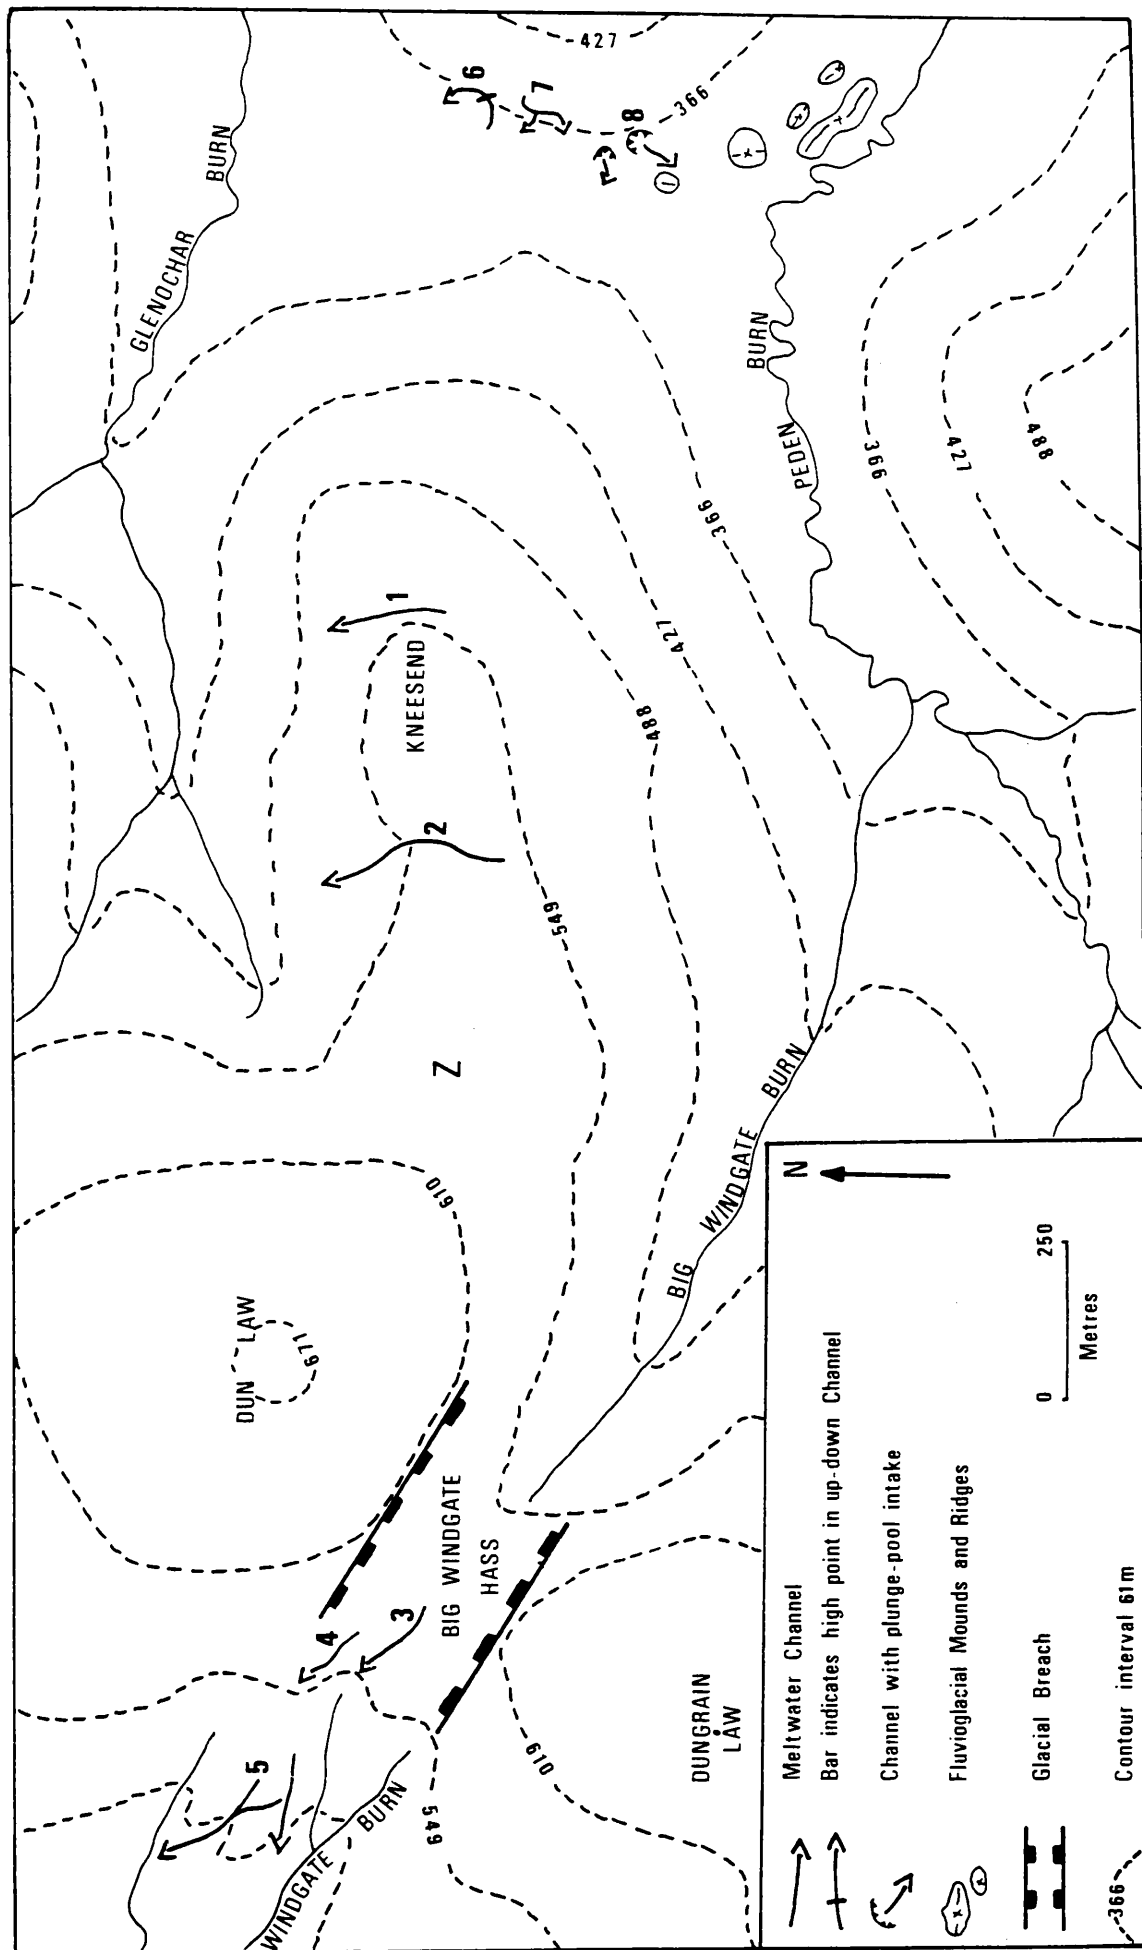 GLENOCHAR
BURN
DUN LAW
671
5
4
WINDGATE
BURN
3
1
KNEESEND
2
6
7
8
427
366
Z
610
549
549
BIG WINDGATE
HASS
610
488
427
366
DUNGRAIN
LAW
BIG
WINDGATE
BURN
PEDEN
BURN
366
427
488
N
Meltwater Channel
Bar indicates high point in up-down Channel
Channel with plunge-pool intake
Fluvioglacial Mounds and Ridges
Glacial Breach
0
250
Metres
-366
Contour interval 61m